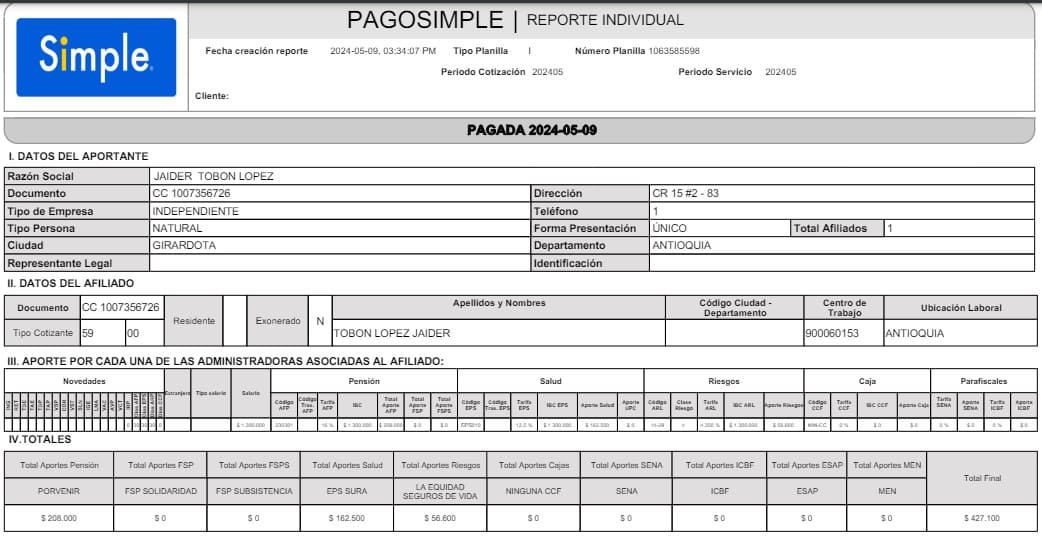 Simple.
PAGOSIMPLE | REPORTE INDIVIDUAL
Fecha creación reporte 2024-05-09, 03:34:07 PM Tipo Planilla I Número Planilla 1063585598
Periodo Cotización 202405 Periodo Servicio 202405
Cliente:
PAGADA 2024-05-09
I. DATOS DEL APORTANTE
Razón Social JAIDER TOBON LOPEZ
Documento CC 1007356726 Dirección CR 15 #2 - 83
Tipo de Empresa INDEPENDIENTE Teléfono 1
Tipo Persona NATURAL Forma Presentación ÚNICO Total Afiliados 1
Ciudad GIRARDOTA Departamento ANTIOQUIA
Representante Legal Identificación
II. DATOS DEL AFILIADO
Documento CC 1007356726 Residente Exonerado N Apellidos y Nombres Código Ciudad - Departamento Centro de Trabajo Ubicación Laboral
Tipo Cotizante 59 00 TOBON LOPEZ JAIDER 900060153 ANTIOQUIA
III. APORTE POR CADA UNA DE LAS ADMINISTRADORAS ASOCIADAS AL AFILIADO:
Novedades Extranjero Tipo salario Salario Pensión Salud Riesgos Caja Parafiscales
Código AFP Código Tras. AFP Tarifa AFP IBC Total Aporte AFP Total Aporte FSP Total Aporte FSPS Código EPS Código Tras. EPS Tarifa EPS IBC EPS Aporte Salud Aporte UPC Código ARL Clase Riesgo Tarifa ARL IBC ARL Aporte Riesgos Código CCF Tarifa CCF IBC CCF Aporte Caja Tarifa SENA Aporte SENA Tarifa ICBF Aporte ICBF
$ 1.300.000 230301 16 % $ 1.300.000 $ 208.000 $ 0 $ 0 EPS010 12.5 % $ 1.300.000 $ 162.500 $ 0 $ 1.300.000 $ 56.600 0 % $ 0 $ 0 0 % $ 0 0 % $ 0
IV.TOTALES
Total Aportes Pensión Total Aportes FSP Total Aportes FSPS Total Aportes Salud Total Aportes Riesgos Total Aportes Cajas Total Aportes SENA Total Aportes ICBF Total Aportes ESAP Total Aportes MEN Total Final
PORVENIR FSP SOLIDARIDAD FSP SUBSISTENCIA EPS SURA LA EQUIDAD SEGUROS DE VIDA NINGUNA CCF SENA ICBF ESAP MEN
$ 208.000 $ 0 $ 0 $ 162.500 $ 56.600 $ 0 $ 0 $ 0 $ 0 $ 0 $ 427.100